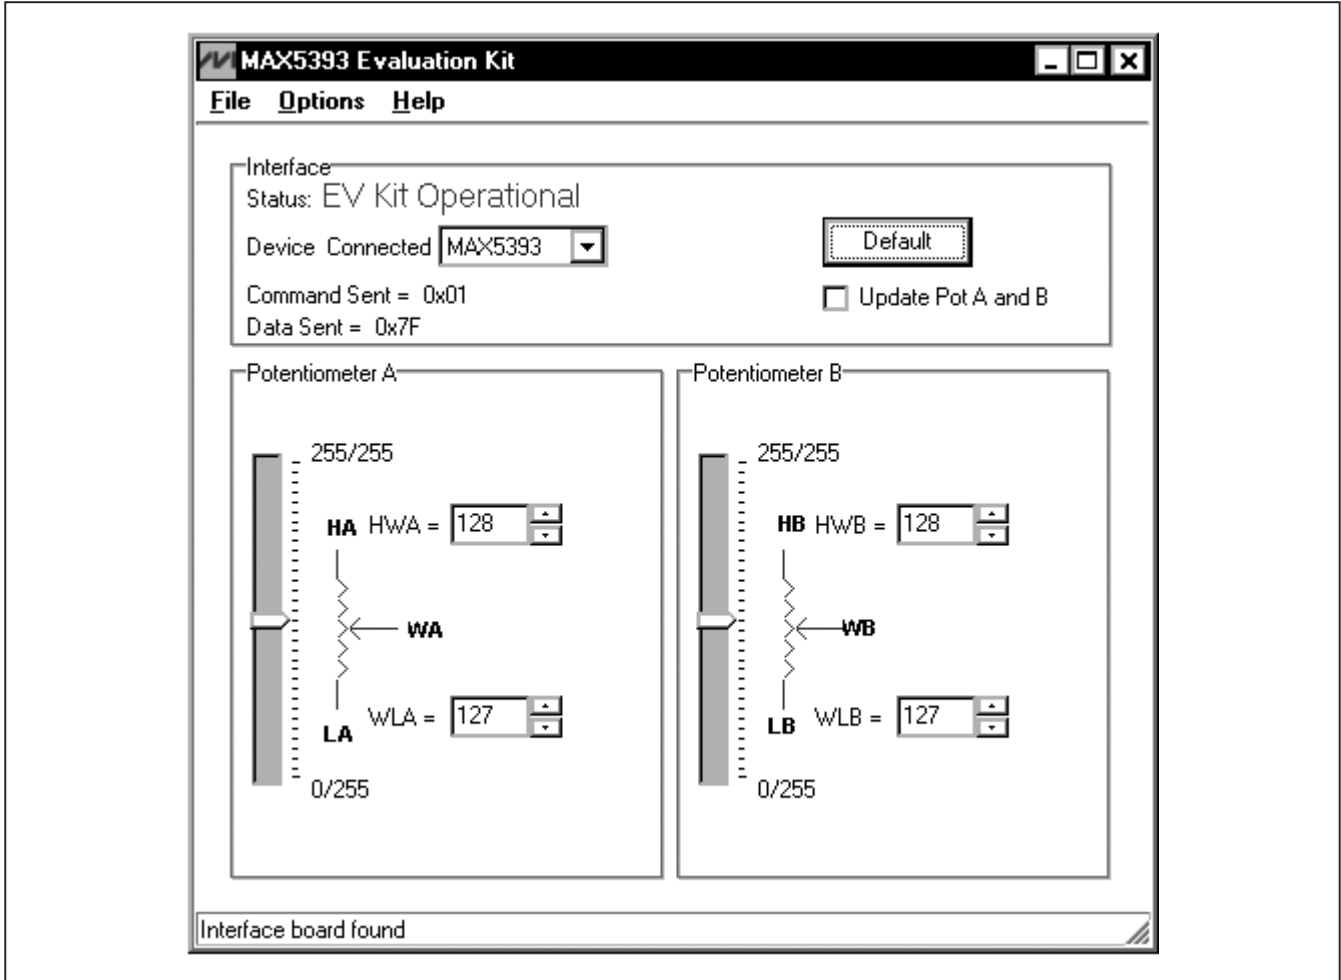 MAX5393 Evaluation Kit
File Options Help
Interface
Status: EV Kit Operational
Device Connected MAX5393
Default
Command Sent = 0x01
Update Pot A and B
Data Sent = 0x7F
Potentiometer A
255/255
HA HWA = 128
WA
WLA = 127
LA
0/255
Potentiometer B
255/255
HB HWB = 128
WB
LB WLB = 127
0/255
Interface board found